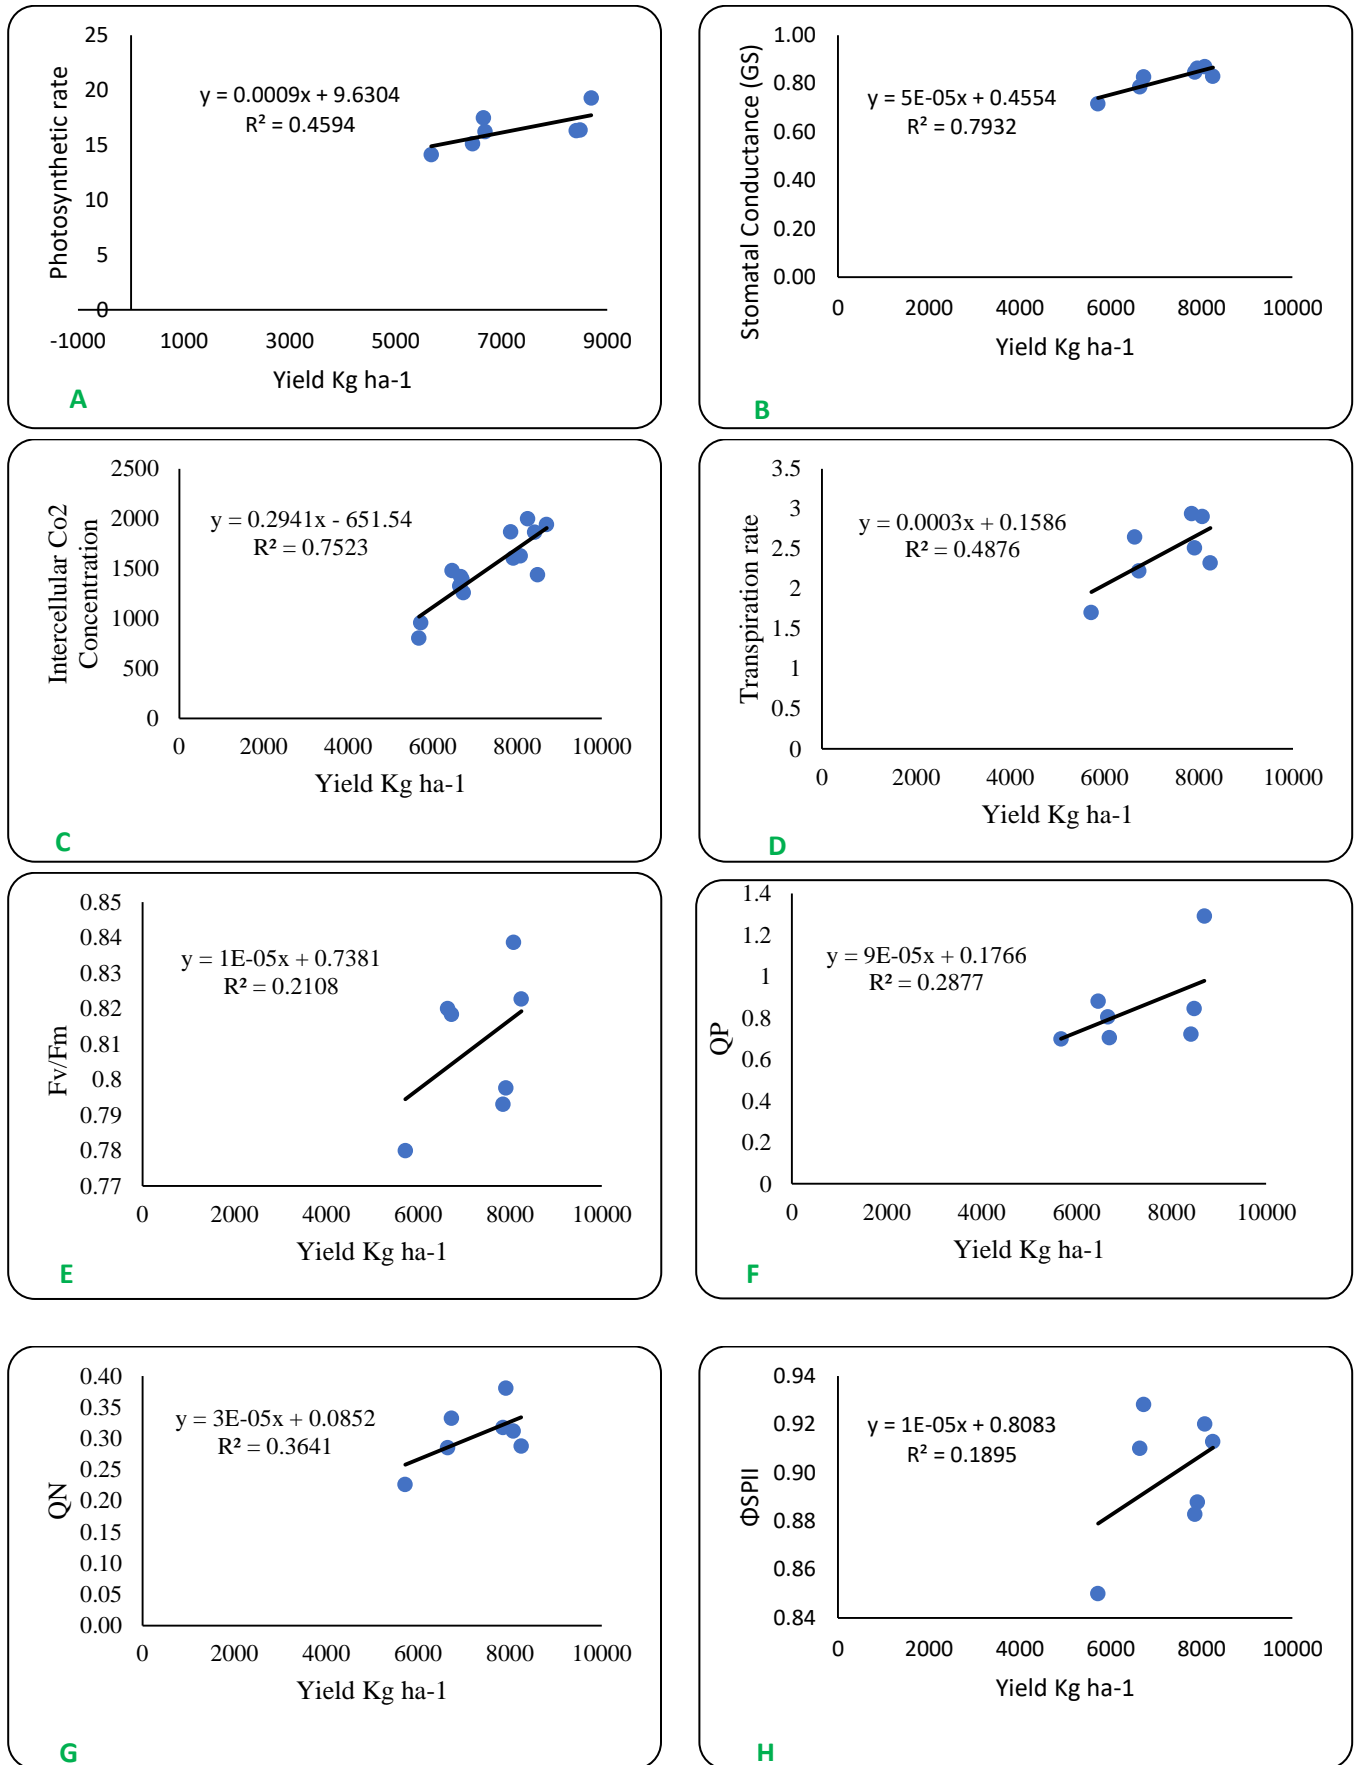 25
20
15
10
5
0
Photosynthetic rate
y = 0.0009x + 9.6304
R² = 0.4594
-1000 1000 3000 5000 7000 9000
Yield Kg ha-1
A
1.00
0.80
0.60
0.40
0.20
0.00
Stomatal Conductance (GS)
y = 5E-05x + 0.4554
R² = 0.7932
0 2000 4000 6000 8000 10000
Yield Kg ha-1
B
2500
2000
1500
1000
500
0
Intercellular Co2
Concentration
y = 0.2941x - 651.54
R² = 0.7523
0 2000 4000 6000 8000 10000
Yield Kg ha-1
C
3.5
3
2.5
2
1.5
1
0.5
0
Transpiration rate
y = 0.0003x + 0.1586
R² = 0.4876
0 2000 4000 6000 8000 10000
Yield Kg ha-1
D
0.85
0.84
0.83
0.82
0.81
0.8
0.79
0.78
0.77
Fv/Fm
y = 1E-05x + 0.7381
R² = 0.2108
0 2000 4000 6000 8000 10000
Yield Kg ha-1
E
1.4
1.2
1
0.8
0.6
0.4
0.2
0
QP
y = 9E-05x + 0.1766
R² = 0.2877
0 2000 4000 6000 8000 10000
Yield Kg ha-1
F
0.40
0.35
0.30
0.25
0.20
0.15
0.10
0.05
0.00
QN
y = 3E-05x + 0.0852
R² = 0.3641
0 2000 4000 6000 8000 10000
Yield Kg ha-1
G
0.94
0.92
0.90
0.88
0.86
0.84
ΦSPII
y = 1E-05x + 0.8083
R² = 0.1895
0 2000 4000 6000 8000 10000
Yield Kg ha-1
H